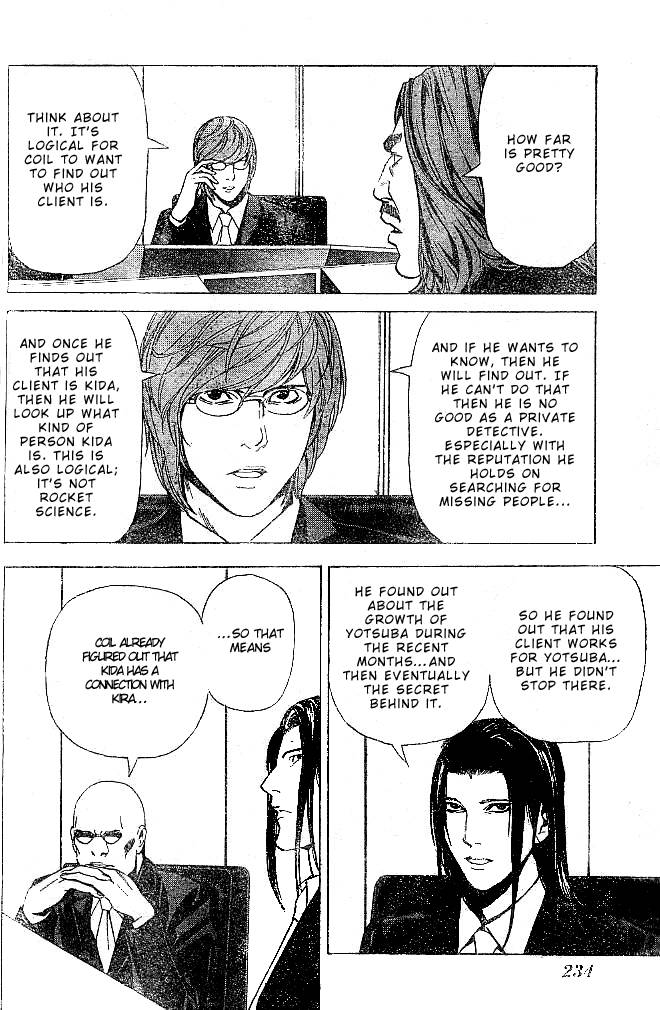 HOW FAR
IS PRETTY
GOOD?
THINK ABOUT
IT. IT'S
LOGICAL FOR
COIL TO WANT
TO FIND OUT
WHO HIS
CLIENT IS.
AND IF HE WANTS TO
KNOW, THEN HE
WILL FIND OUT. IF
HE CAN'T DO THAT
THEN HE IS NO
GOOD AS A PRIVATE
DETECTIVE.
ESPECIALLY WITH
THE REPUTATION HE
HOLDS ON
SEARCHING FOR
MISSING PEOPLE...
AND ONCE HE
FINDS OUT
THAT HIS
CLIENT IS KIDA,
THEN HE WILL
LOOK UP WHAT
KIND OF
PERSON KIDA
IS. THIS IS
ALSO LOGICAL;
IT'S NOT
ROCKET
SCIENCE.
SO HE FOUND
OUT THAT HIS
CLIENT WORKS
FOR YOTSUBA...
BUT HE DIDN'T
STOP THERE.
HE FOUND OUT
ABOUT THE
GROWTH OF
YOTSUBA DURING
THE RECENT
MONTHS...AND
THEN EVENTUALLY
THE SECRET
BEHIND IT.
...SO THAT
MEANS
COIL ALREADY
FIGURED OUT THAT
KIDA HAS A
CONNECTION WITH
KIRA...
234